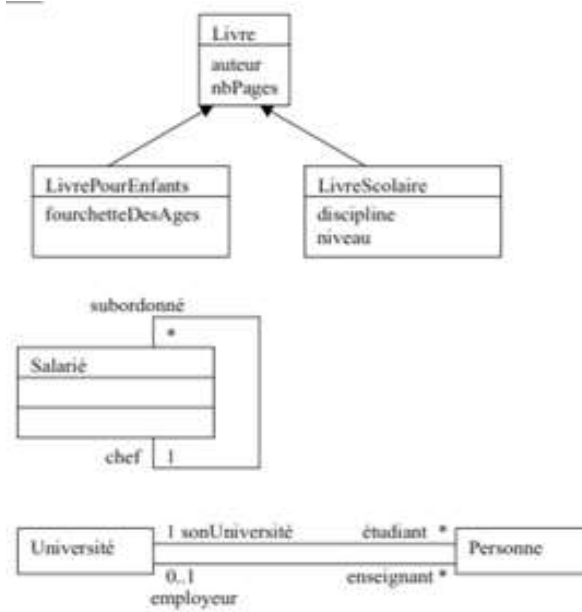 Livre
auteur
nbPages
LivrePourEnfants
fourchetteDesAges
LivreScolaire
discipline
niveau
subordonné
*
Salarié
chef 1
Université
1 sonUniversité étudiant *
Personne
0..1 enseignant *
employeur